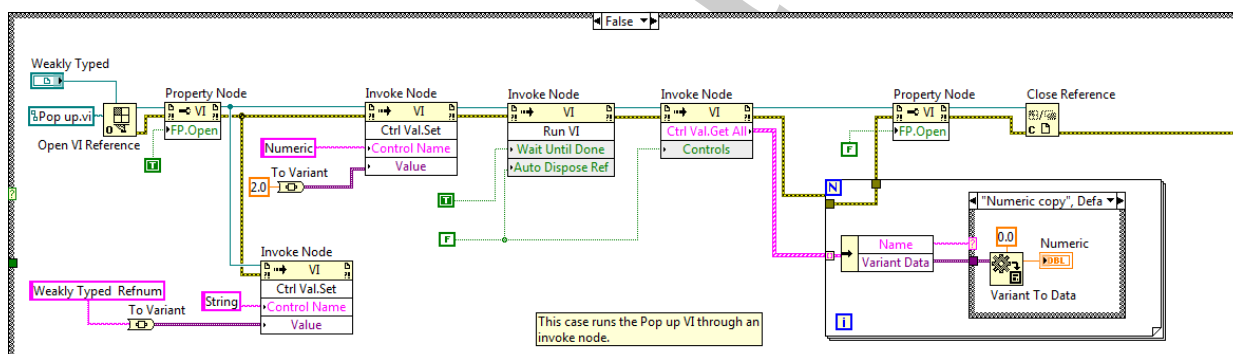 False
Weakly Typed
Pop up.vi
Open VI Reference
Property Node
VI
FP.Open
T
Invoke Node
VI
Ctrl Val.Set
Control Name
Value
Numeric
To Variant
2.0
Invoke Node
VI
Run VI
Wait Until Done
Auto Dispose Ref
T
F
Invoke Node
VI
Ctrl Val.Get All
Controls
Property Node
VI
FP.Open
F
Close Reference
C
N
"Numeric copy", Defa
Name
Variant Data
?
0.0
Numeric
DBL
Variant To Data
i
?
Invoke Node
VI
Ctrl Val.Set
Control Name
Value
Weakly Typed Refnum
To Variant
String
This case runs the Pop up VI through an
invoke node.